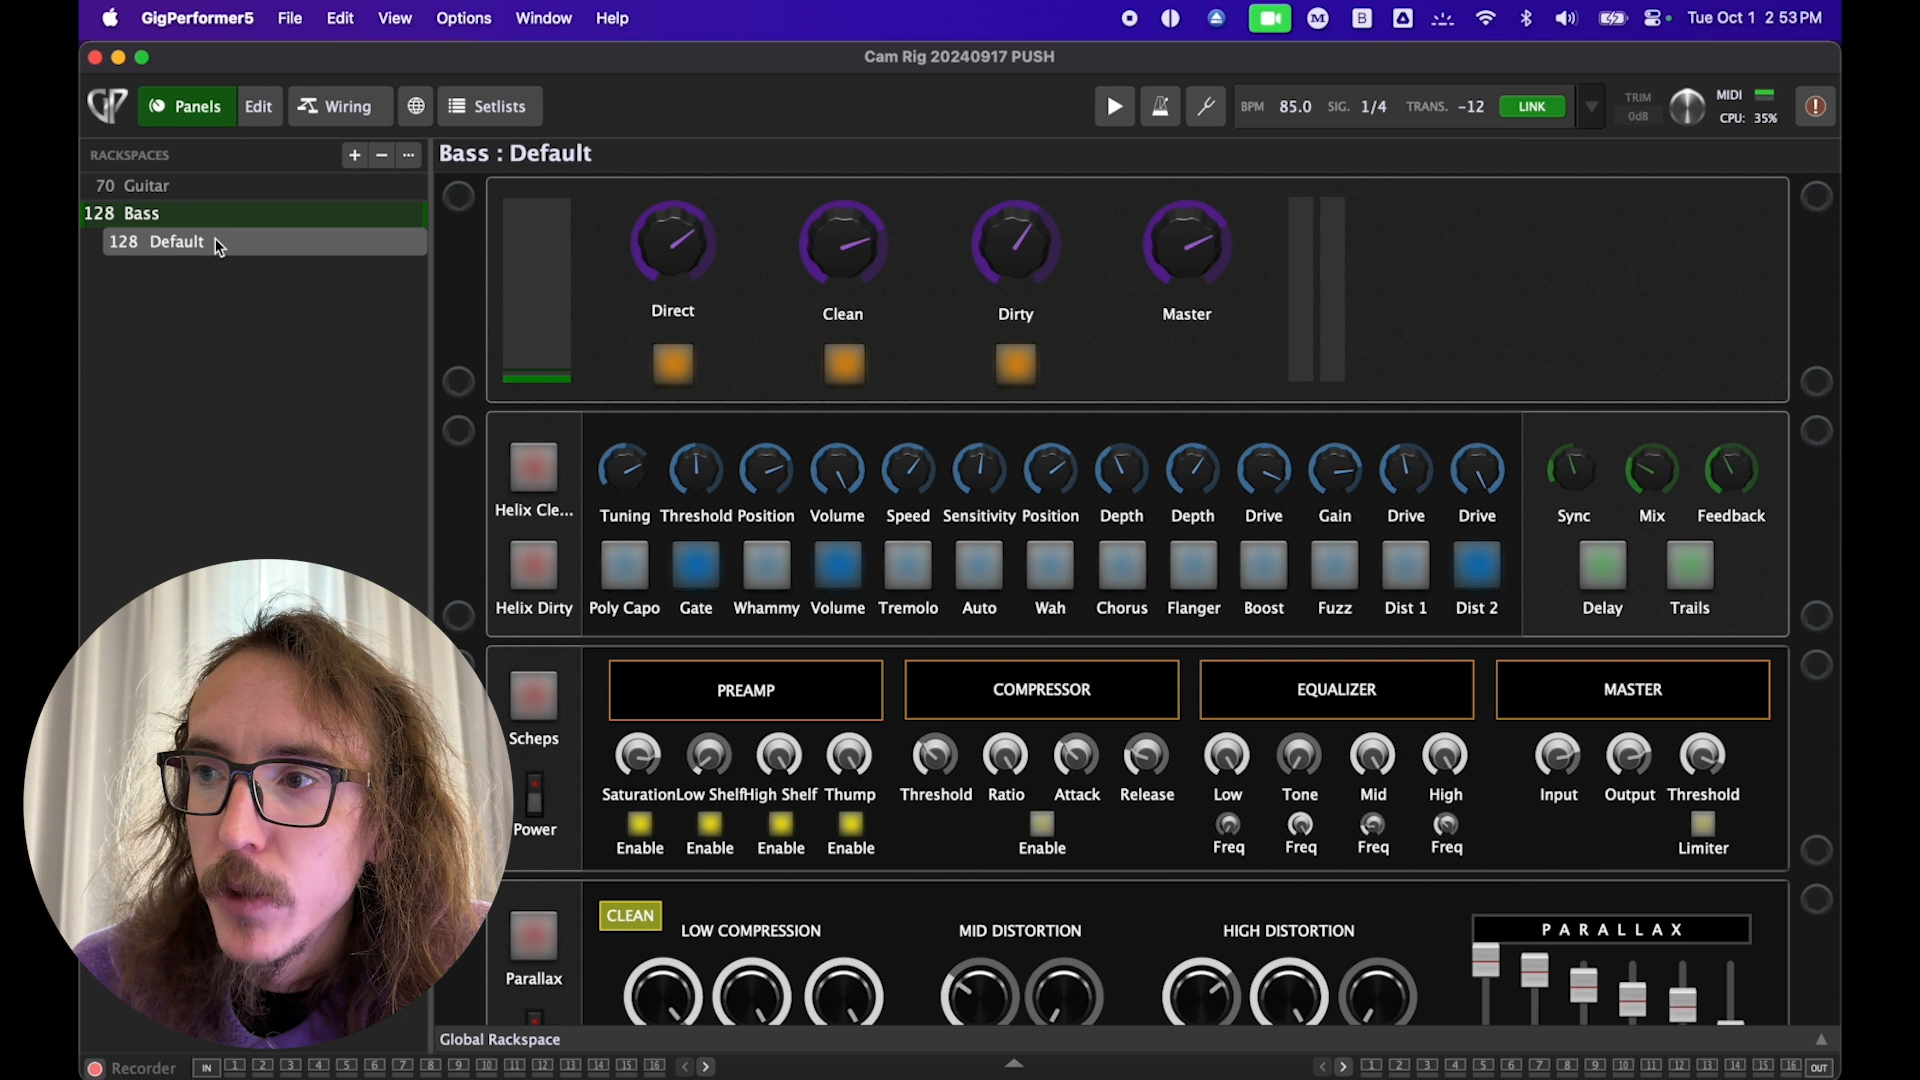 GigPerformer5 File Edit View Options Window Help M B Tue Oct 1 2 53 PM
Cam Rig 20240917 PUSH
GP Panels Edit Wiring Setlists BPM 85.0 SIG. 1/4 TRANS. -12 LINK TRIM 0dB MIDI CPU: 35%
RACKSPACES + − ...
Bass : Default
70 Guitar
128 Bass
128 Default
Direct Clean Dirty Master
Helix Cle...
Tuning Threshold Position Volume Speed Sensitivity Position Depth Depth Drive Gain Drive Drive Sync Mix Feedback
Helix Dirty Poly Capo Gate Whammy Volume Tremolo Auto Wah Chorus Flanger Boost Fuzz Dist 1 Dist 2 Delay Trails
PREAMP COMPRESSOR EQUALIZER MASTER
Scheps
Saturation Low Shelf High Shelf Thump Threshold Ratio Attack Release Low Tone Mid High Input Output Threshold
Power
Enable Enable Enable Enable Enable Freq Freq Freq Freq Limiter
CLEAN
LOW COMPRESSION MID DISTORTION HIGH DISTORTION PARALLAX
Parallax
Global Rackspace
Recorder IN 1 2 3 4 5 6 7 8 9 10 11 12 13 14 15 16 < > < > 1 2 3 4 5 6 7 8 9 10 11 12 13 14 15 16 OUT